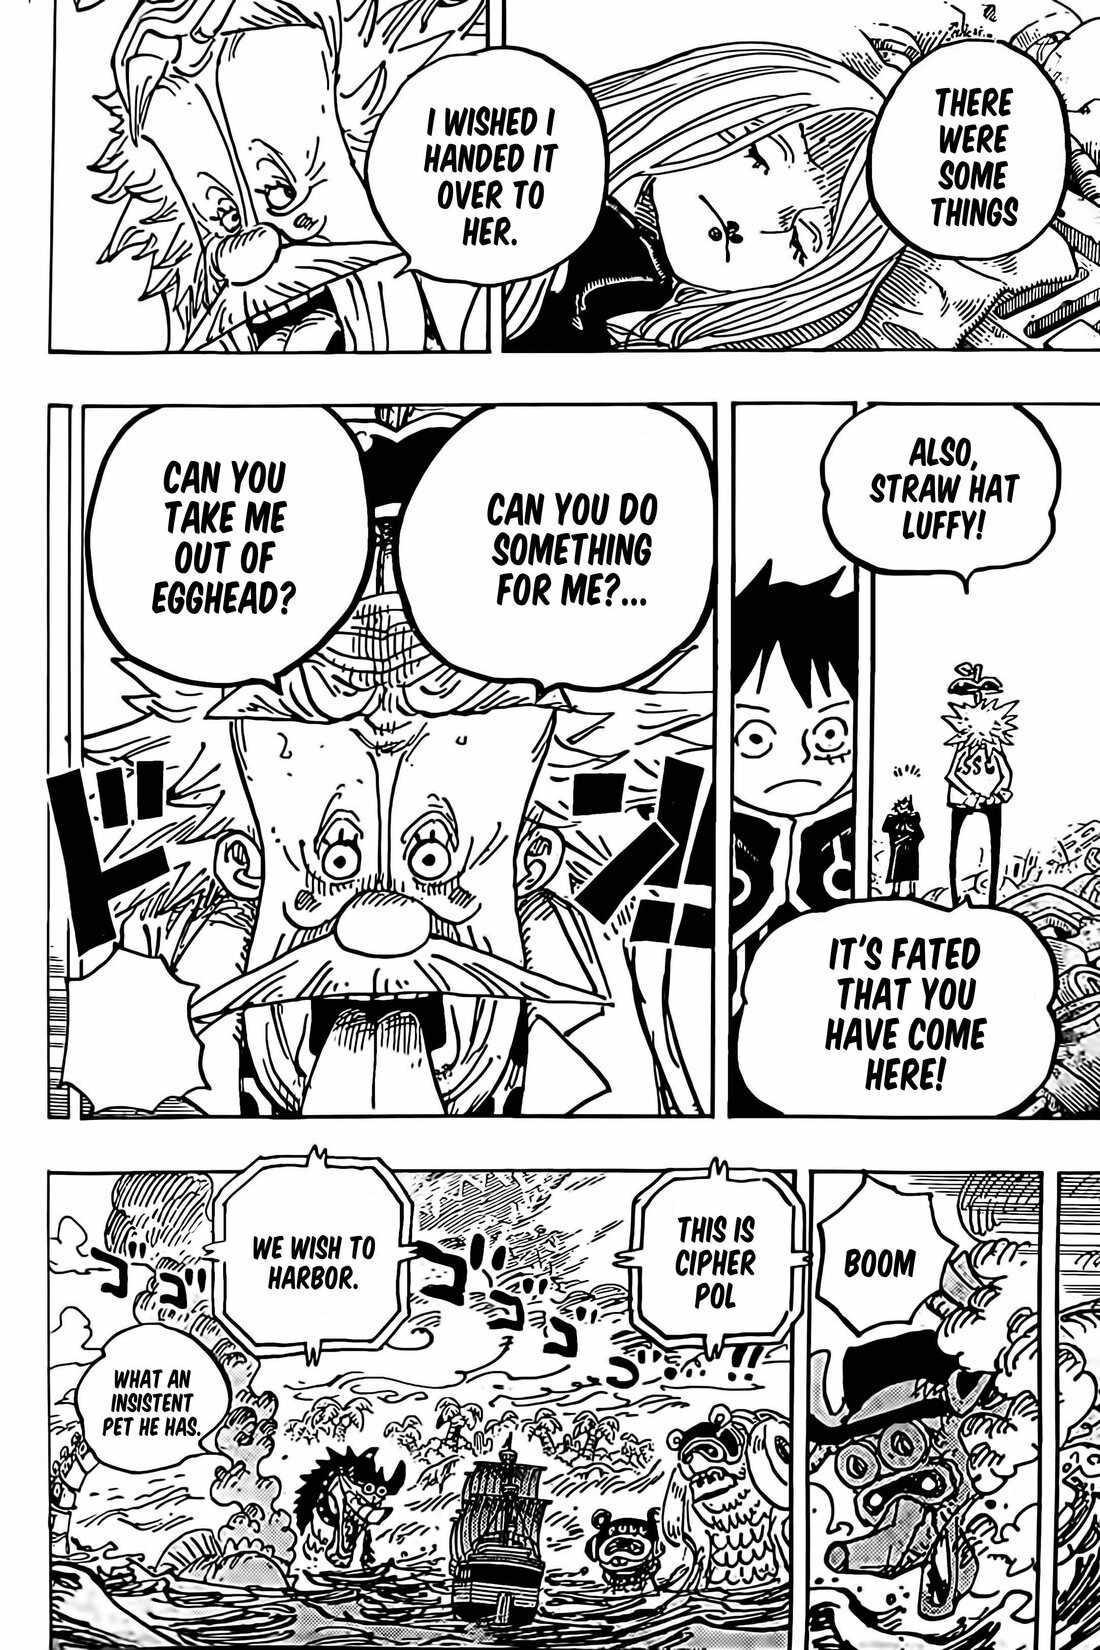 THERE
WERE
SOME
THINGS
I WISHED I
HANDED IT
OVER TO
HER.
ALSO,
STRAW HAT
LUFFY!
IT'S FATED
THAT YOU
HAVE COME
HERE!
CAN YOU DO
SOMETHING
FOR ME?...
CAN YOU
TAKE ME
OUT OF
EGGHEAD?
ドン!!
BOOM
THIS IS
CIPHER
POL
WE WISH TO
HARBOR.
WHAT AN
INSISTENT
PET HE HAS.